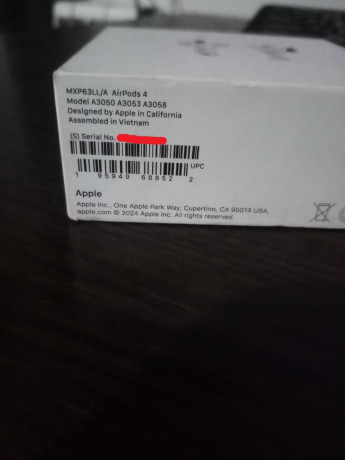 MXP63LL/A AirPods 4
Model A3050 A3053 A3058
Designed by Apple in California
Assembled in Vietnam
(S) Serial No.
UPC
1 95949 68852 2
Apple
Apple Inc., One Apple Park Way, Cupertino, CA 95014 USA.
apple.com © 2024 Apple Inc. All rights reserved.